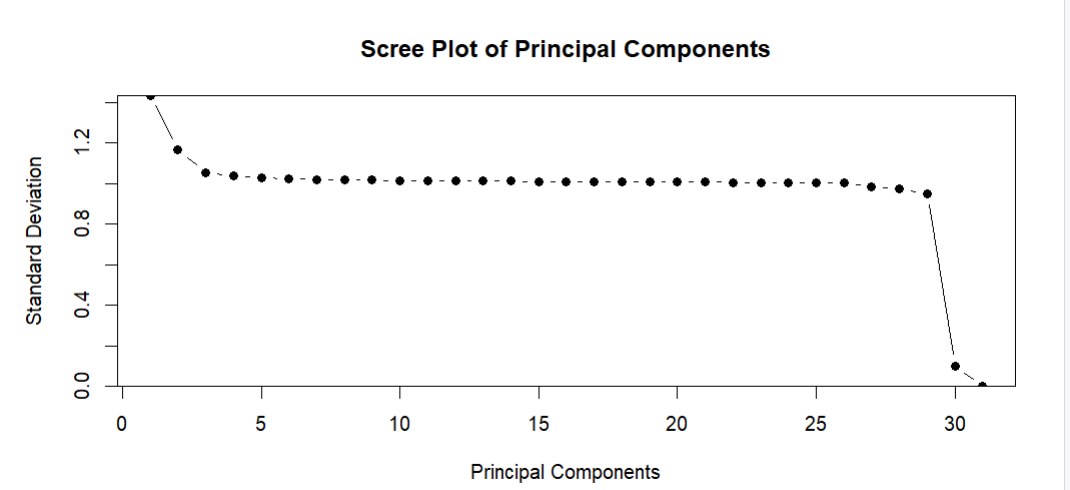 Scree Plot of Principal Components
Standard Deviation
1.2
0.8
0.4
0.0
0 5 10 15 20 25 30
Principal Components